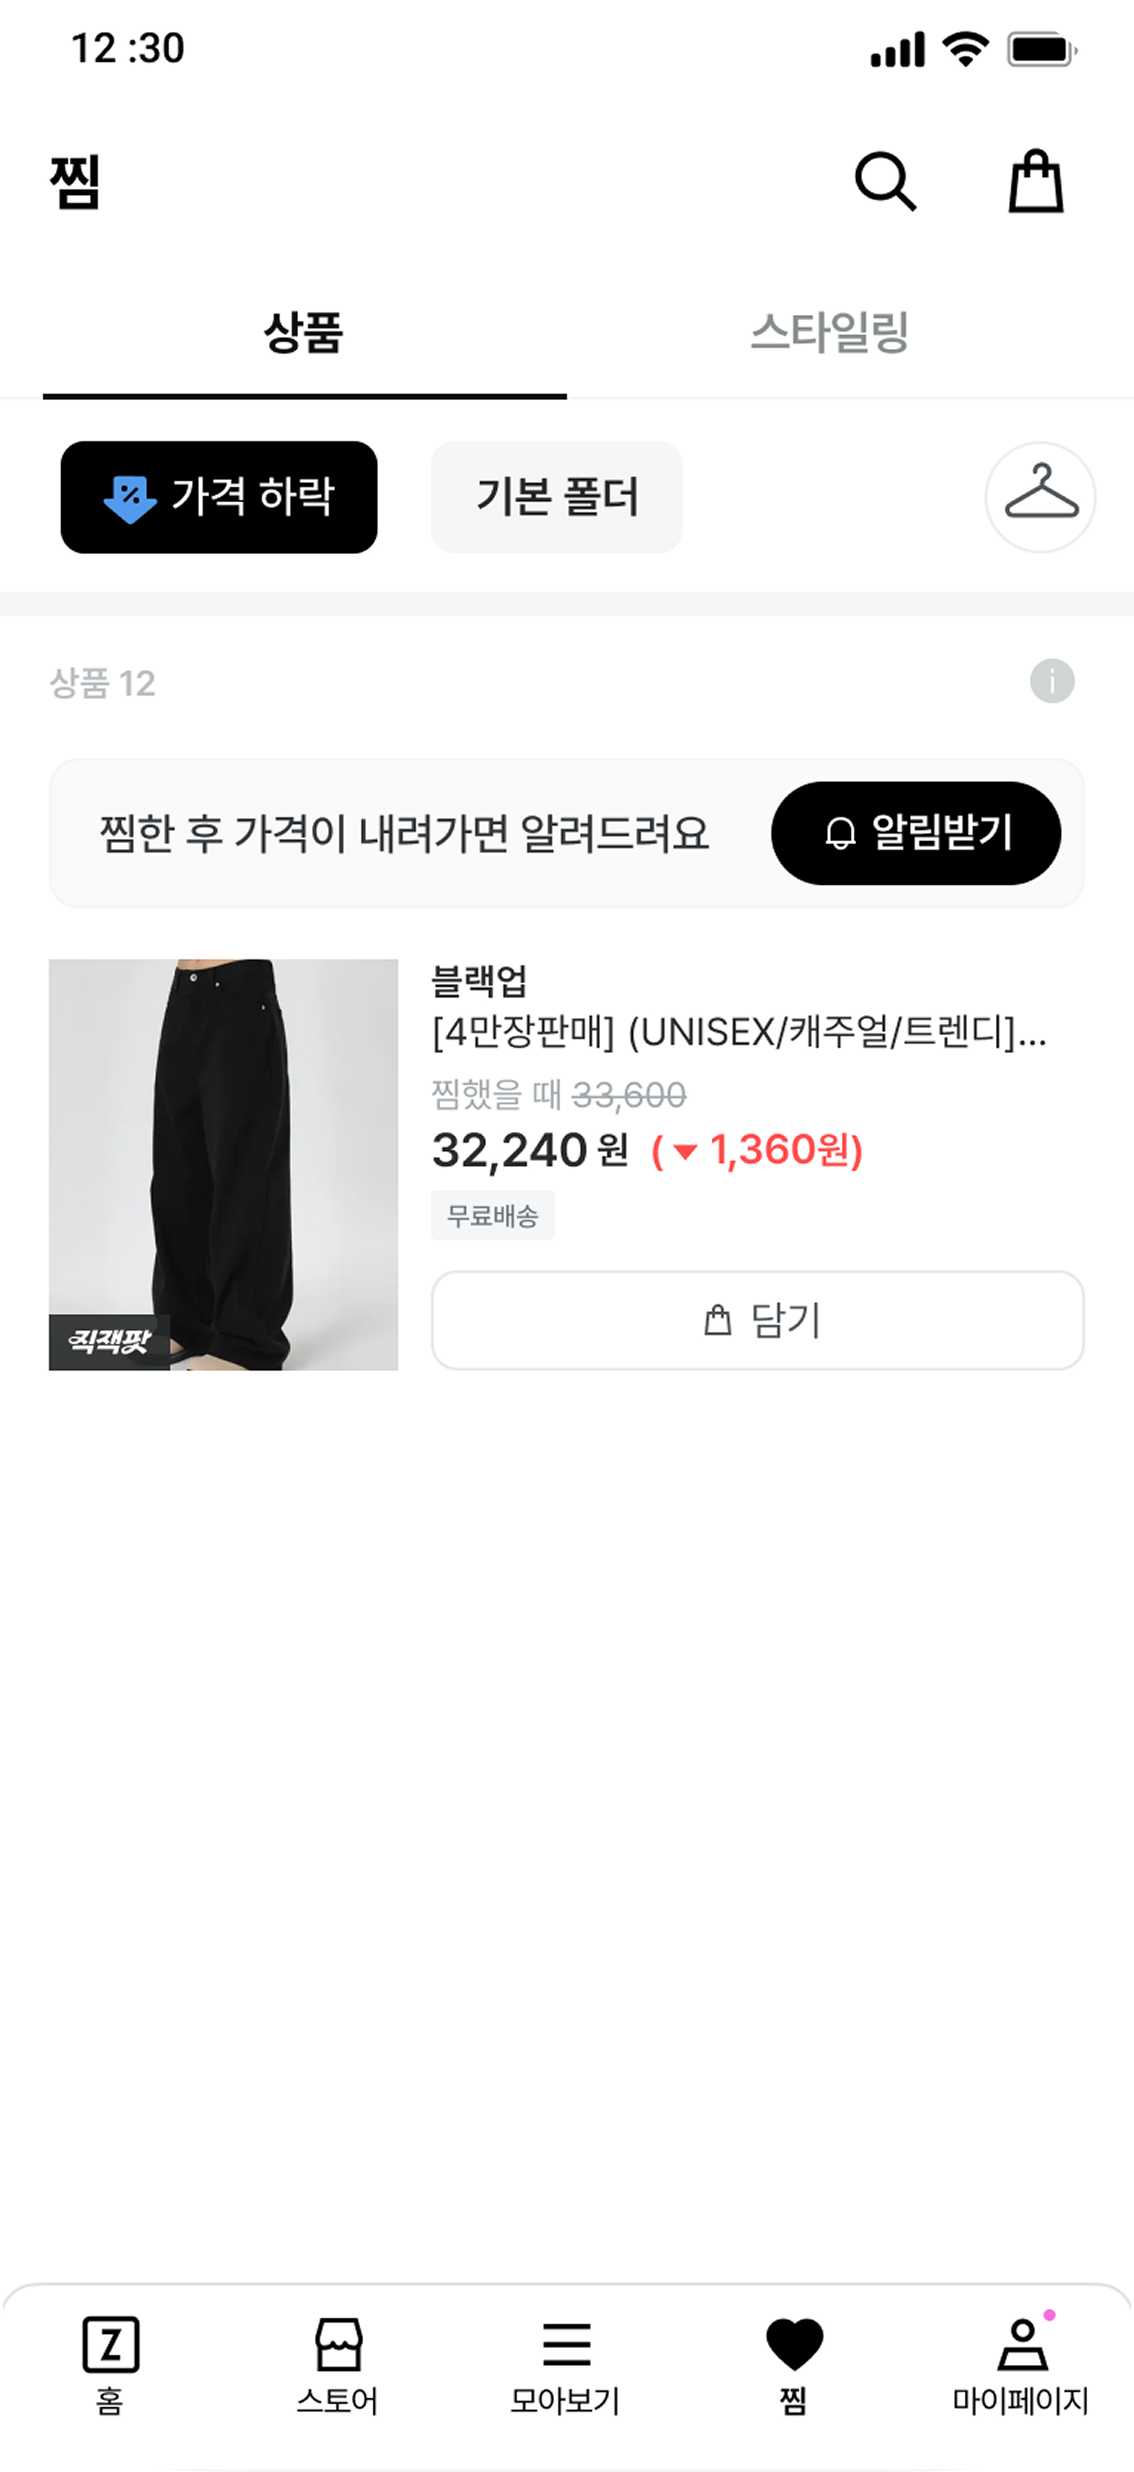 12 :30
찜
상품
스타일링
가격 하락
기본 폴더
상품 12
찜한 후 가격이 내려가면 알려드려요
알림받기
블랙업
[4만장판매] (UNISEX/캐주얼/트렌디]...
찜했을 때 33,600
32,240 원 (▼ 1,360원)
무료배송
직잭팟
담기
홈
스토어
모아보기
찜
마이페이지